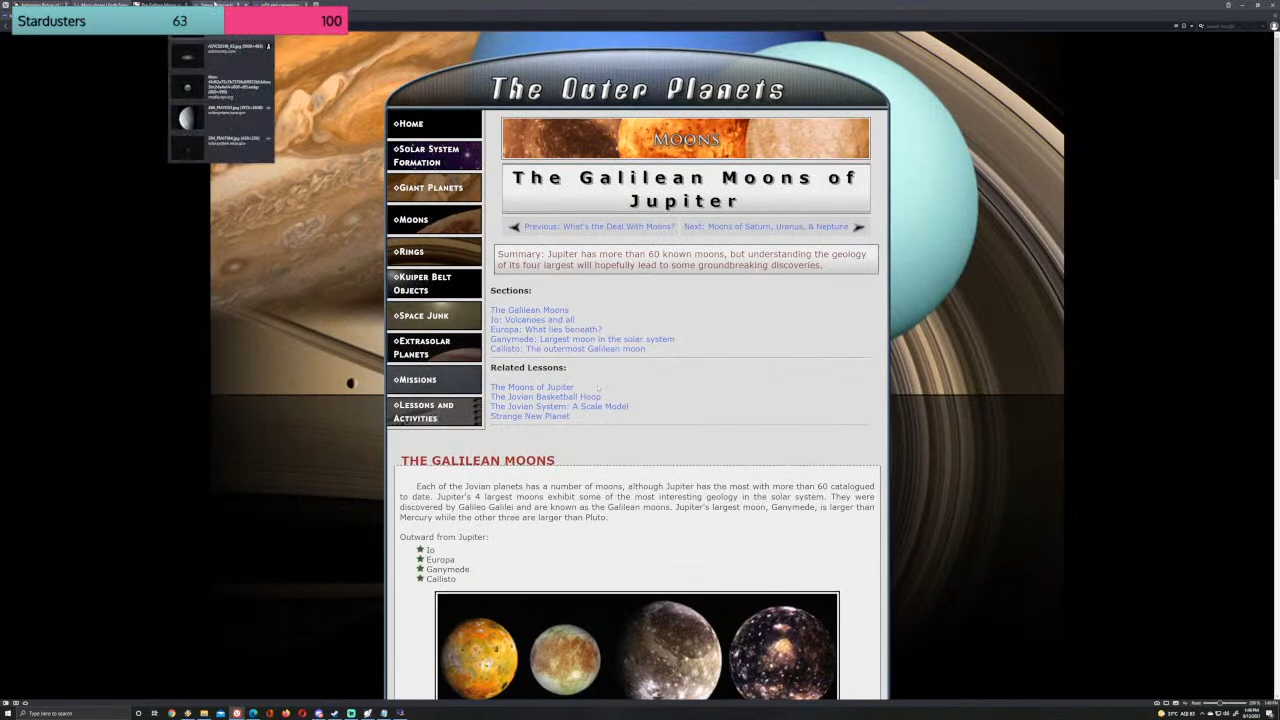 Stardusters 63 100
The Outer Planets
◊HOME
◊SOLAR SYSTEM
FORMATION
◊GIANT PLANETS
◊MOONS
◊RINGS
◊KUIPER BELT
OBJECTS
◊SPACE JUNK
◊EXTRASOLAR
PLANETS
◊MISSIONS
◊LESSONS AND
ACTIVITIES
MOONS
The Galilean Moons of
Jupiter
Previous: What's the Deal With Moons? Next: Moons of Saturn, Uranus, & Neptune
Summary: Jupiter has more than 60 known moons, but understanding the geology
of its four largest will hopefully lead to some groundbreaking discoveries.
Sections:
The Galilean Moons
Io: Volcanoes and all
Europa: What lies beneath?
Ganymede: Largest moon in the solar system
Callisto: The outermost Galilean moon
Related Lessons:
The Moons of Jupiter
The Jovian Basketball Hoop
The Jovian System: A Scale Model
Strange New Planet
THE GALILEAN MOONS
Each of the Jovian planets has a number of moons, although Jupiter has the most with more than 60 catalogued
to date. Jupiter's 4 largest moons exhibit some of the most interesting geology in the solar system. They were
discovered by Galileo Galilei and are known as the Galilean moons. Jupiter's largest moon, Ganymede, is larger than
Mercury while the other three are larger than Pluto.
Outward from Jupiter:
Io
Europa
Ganymede
Callisto
Type here to search